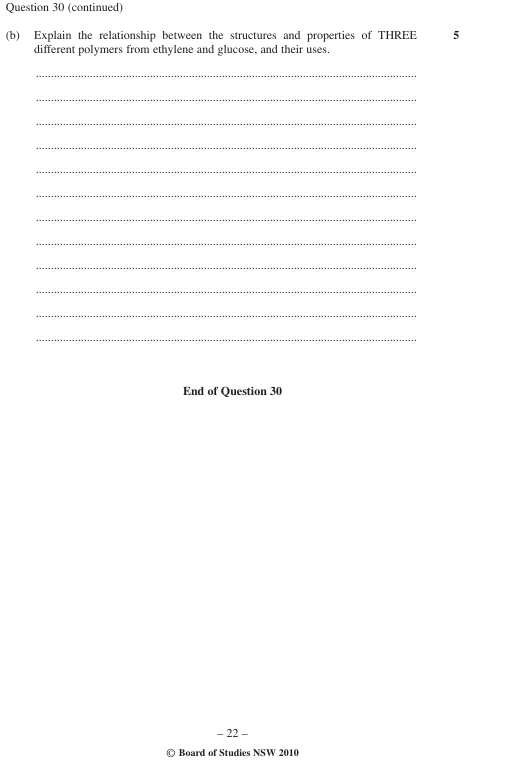 Question 30 (continued)
(b) Explain the relationship between the structures and properties of THREE 5
different polymers from ethylene and glucose, and their uses.
................................................................................................................................
................................................................................................................................
................................................................................................................................
................................................................................................................................
................................................................................................................................
................................................................................................................................
................................................................................................................................
................................................................................................................................
................................................................................................................................
................................................................................................................................
................................................................................................................................
................................................................................................................................
End of Question 30
– 22 –
© Board of Studies NSW 2010